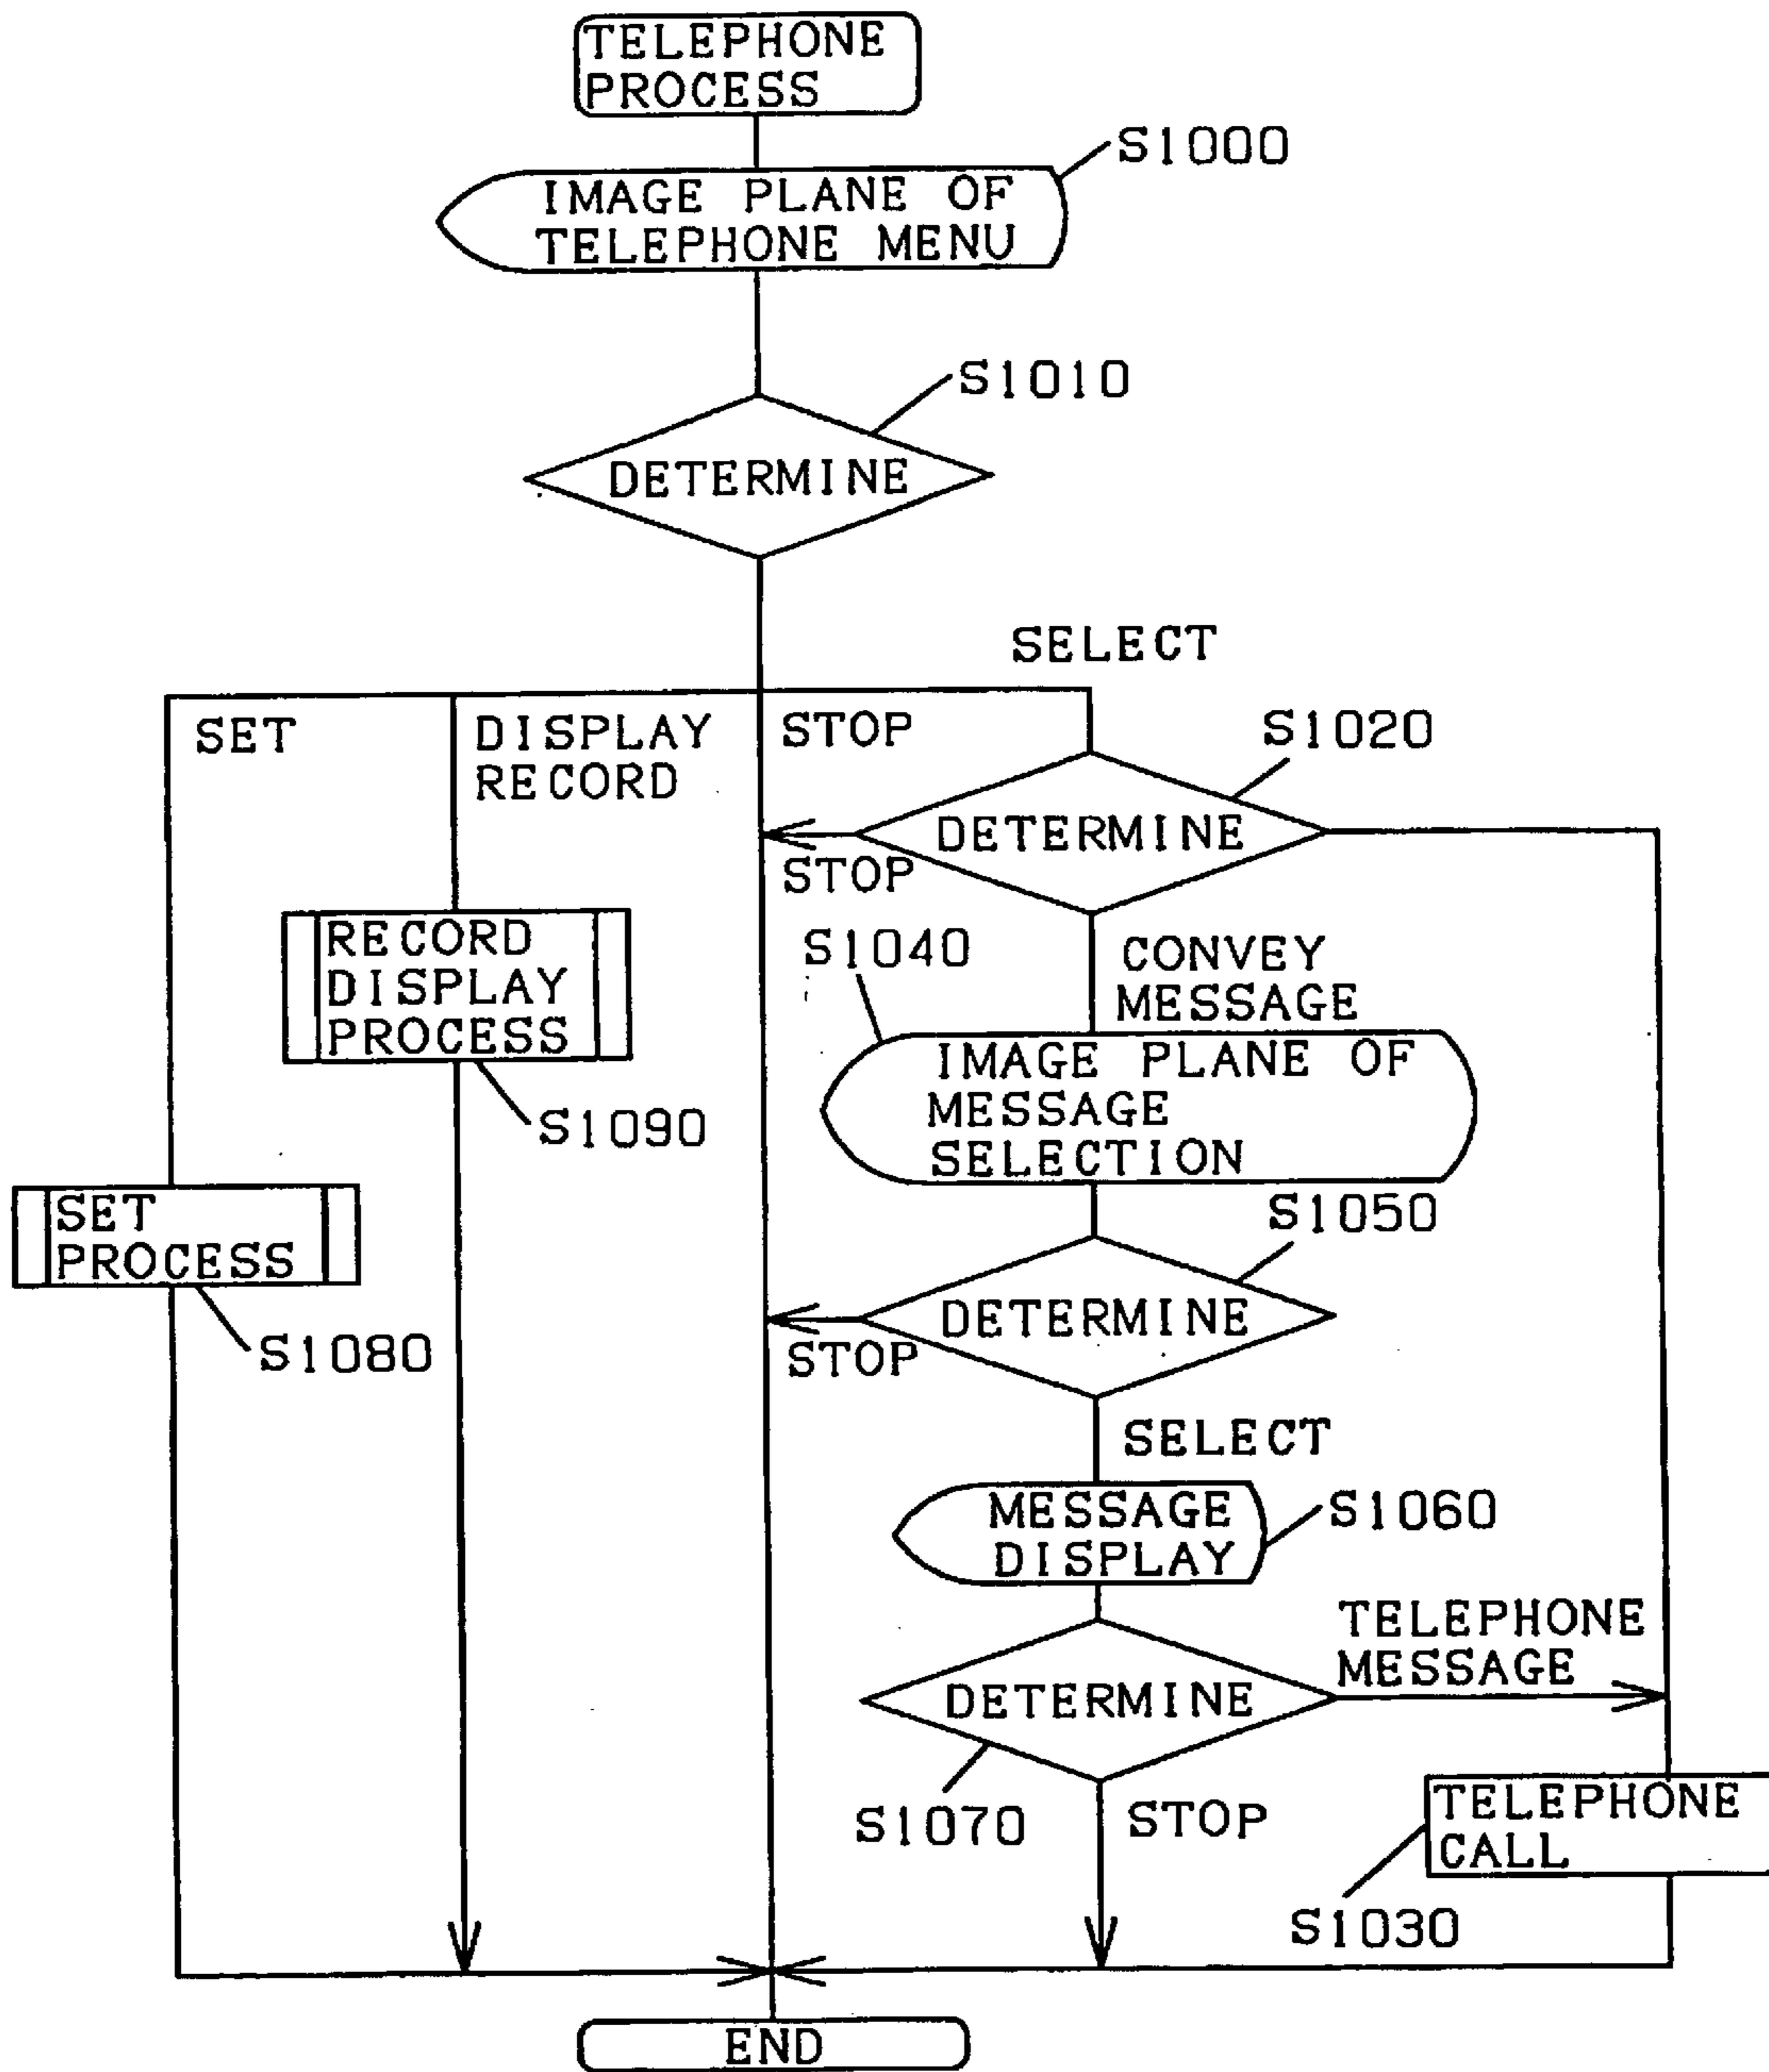 TELEPHONE
PROCESS
S1000
IMAGE PLANE OF
TELEPHONE MENU
S1010
DETERMINE
SELECT
SET
DISPLAY
RECORD
STOP
S1020
DETERMINE
STOP
RECORD
DISPLAY
PROCESS
S1040
CONVEY
MESSAGE
IMAGE PLANE OF
MESSAGE
SELECTION
S1090
SET
PROCESS
S1050
DETERMINE
S1080
STOP
SELECT
MESSAGE
DISPLAY
S1060
TELEPHONE
MESSAGE
DETERMINE
S1070
STOP
TELEPHONE
CALL
S1030
END